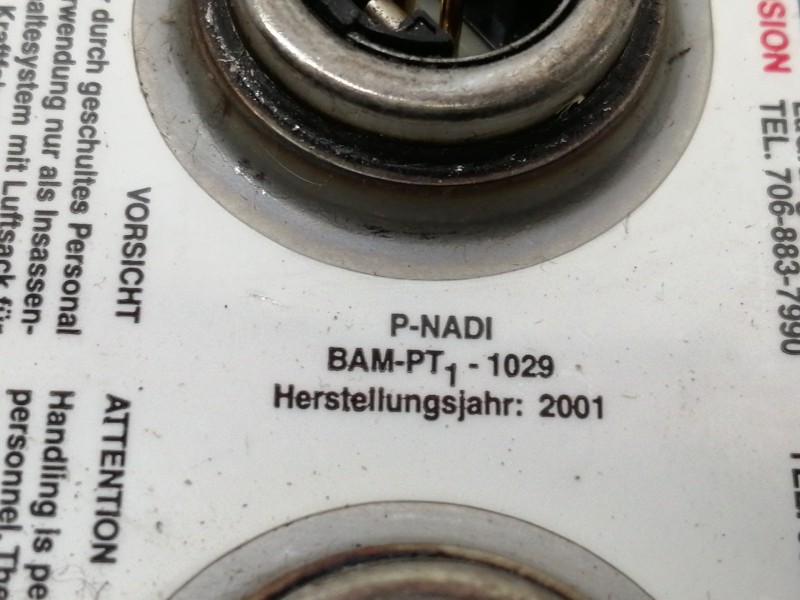 r durch geschultes Personal
rwendung nur als Insassen-
altesystem mit Luftsack für
VORSICHT
ATTENTION
Handling is pe
personnel. The
P-NADI
BAM-PT1 - 1029
Herstellungsjahr: 2001
SION
TEL. 706-883-7990